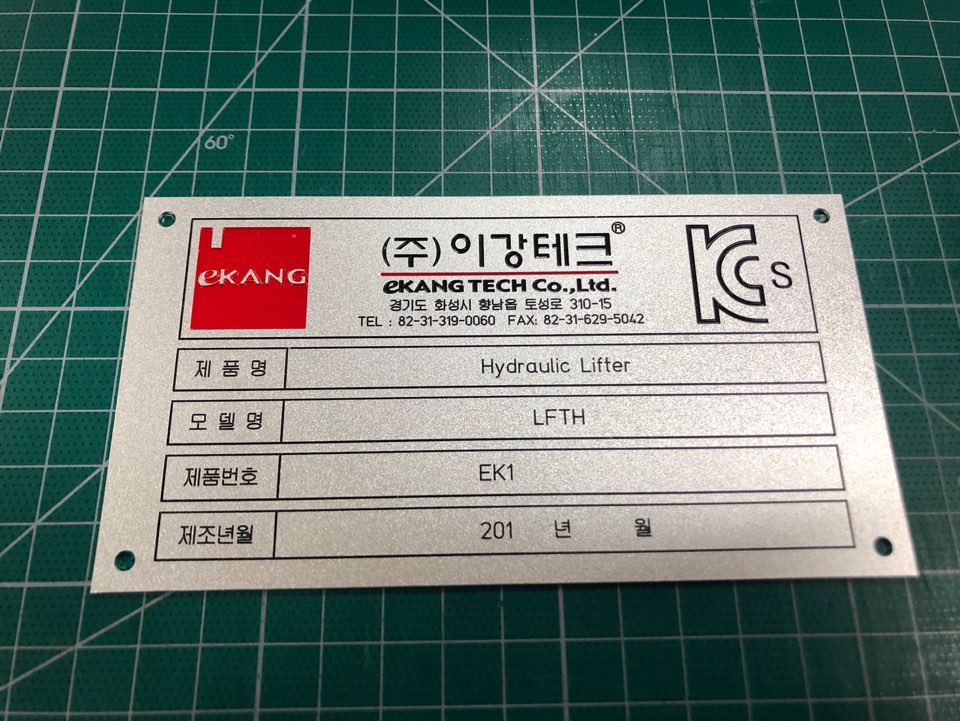 60°
eKANG
(주)이강테크®
eKANG TECH Co.,Ltd.
경기도 화성시 향남읍 토성로 310-15
TEL : 82-31-319-0060 FAX: 82-31-629-5042
KCS
제 품 명 Hydraulic Lifter
모 델 명 LFTH
제품번호 EK1
제조년월 201 년 월